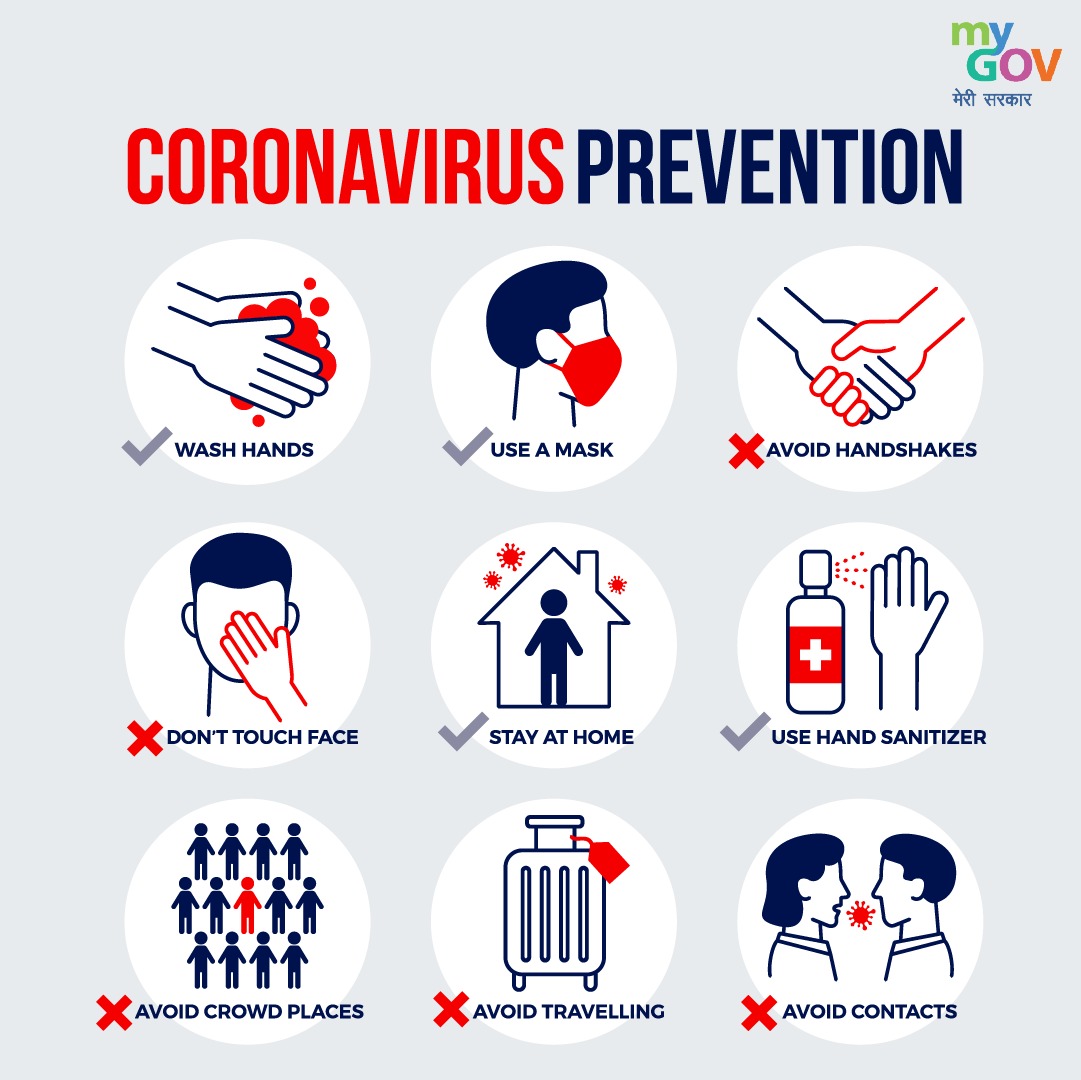 my
GOV
मेरी सरकार
CORONAVIRUS PREVENTION
WASH HANDS
USE A MASK
AVOID HANDSHAKES
DON'T TOUCH FACE
STAY AT HOME
USE HAND SANITIZER
AVOID CROWD PLACES
AVOID TRAVELLING
AVOID CONTACTS